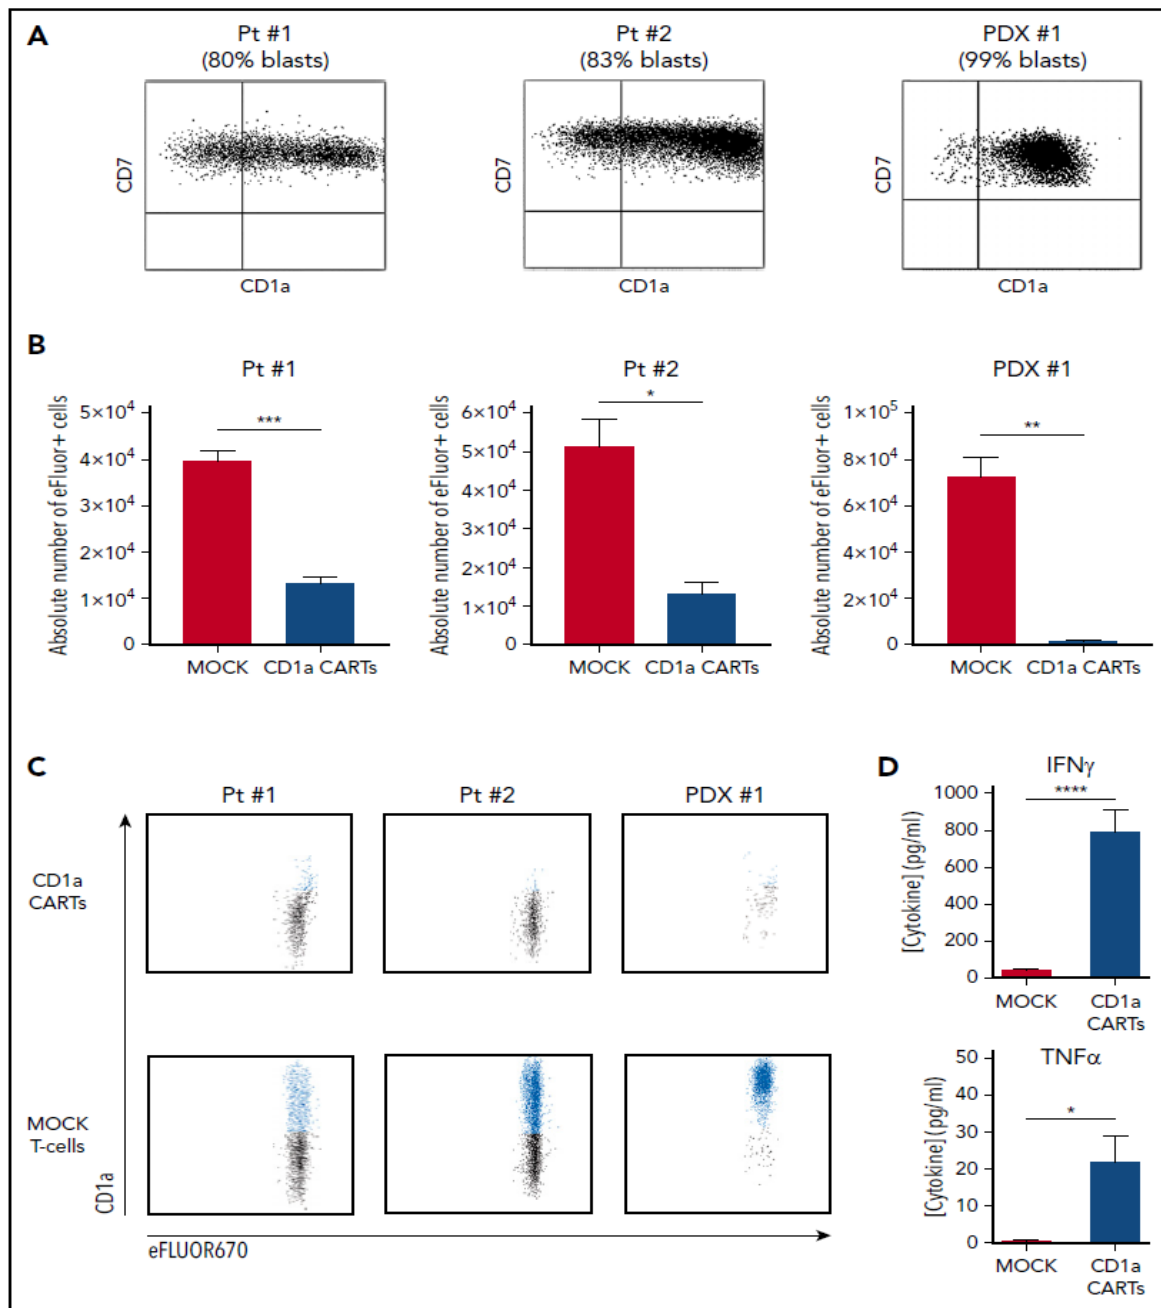 A
Pt #1
(80% blasts)
Pt #2
(83% blasts)
PDX #1
(99% blasts)
CD7
CD1a
CD7
CD1a
CD7
CD1a
B
Pt #1
Absolute number of eFluor+ cells
5×10⁴
4×10⁴
3×10⁴
2×10⁴
1×10⁴
0
***
MOCK CD1a CARTs
Pt #2
Absolute number of eFluor+ cells
6×10⁴
5×10⁴
4×10⁴
3×10⁴
2×10⁴
1×10⁴
0
*
MOCK CD1a CARTs
PDX #1
Absolute number of eFluor+ cells
1×10⁵
8×10⁴
6×10⁴
4×10⁴
2×10⁴
0
**
MOCK CD1a CARTs
C
Pt #1
Pt #2
PDX #1
CD1a
CARTs
MOCK
T-cells
CD1a
eFLUOR670
D
IFNγ
[Cytokine] (pg/ml)
1000
800
600
400
200
0
****
MOCK CD1a
CARTs
TNFα
[Cytokine] (pg/ml)
50
40
30
20
10
0
*
MOCK CD1a
CARTs